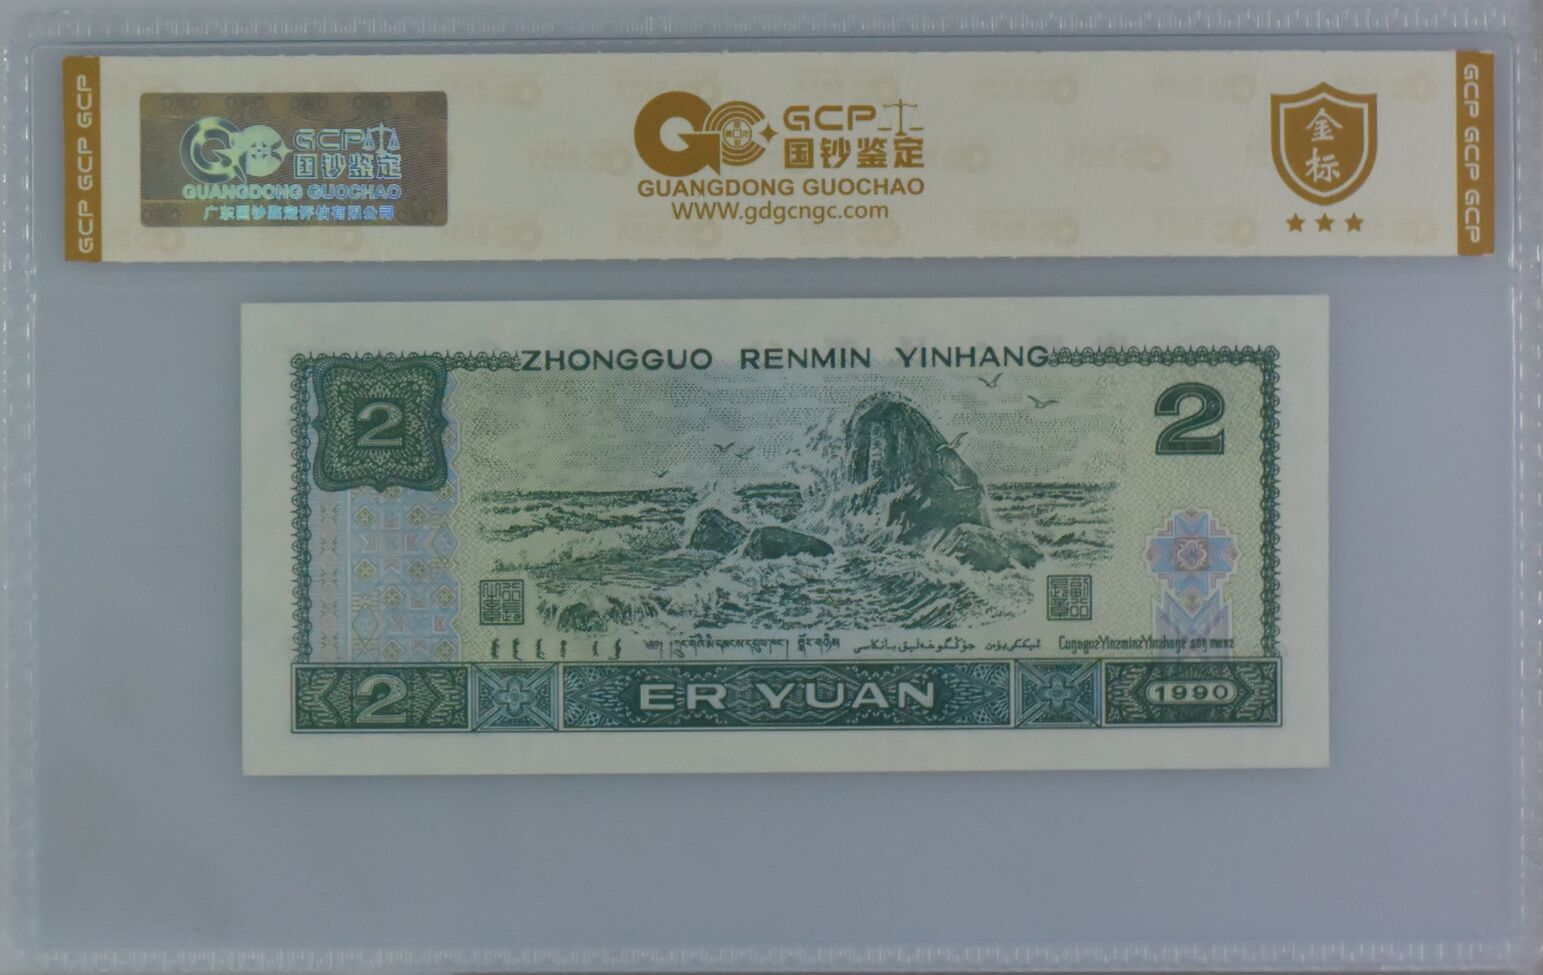 GCP GCP GCP
GCP
国钞鉴定
GUANGDONG GUOCHAO
广东国钞鉴定评估有限公司
GCP
国钞鉴定
GUANGDONG GUOCHAO
WWW.gdgcngc.com
金
标
GCP GCP GCP
ZHONGGUO RENMIN YINHANG
2
2
2
ER YUAN
1990